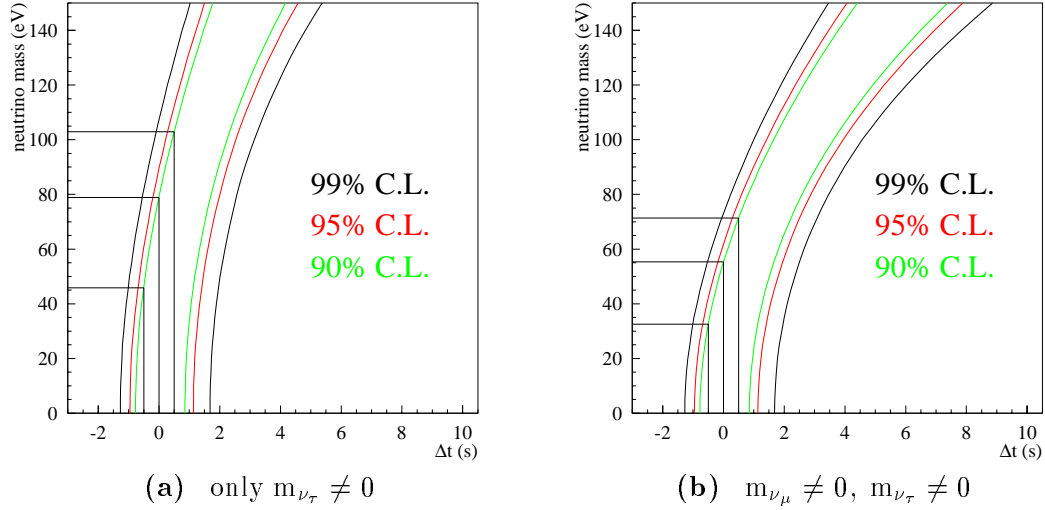 neutrino mass (eV)
140
120
100
80
60
40
20
0
99% C.L.
95% C.L.
90% C.L.
-2 0 2 4 6 8 10
Δt (s)
(a) only m_{ν_τ} ≠ 0
neutrino mass (eV)
140
120
100
80
60
40
20
0
99% C.L.
95% C.L.
90% C.L.
-2 0 2 4 6 8 10
Δt (s)
(b) m_{ν_μ} ≠ 0, m_{ν_τ} ≠ 0